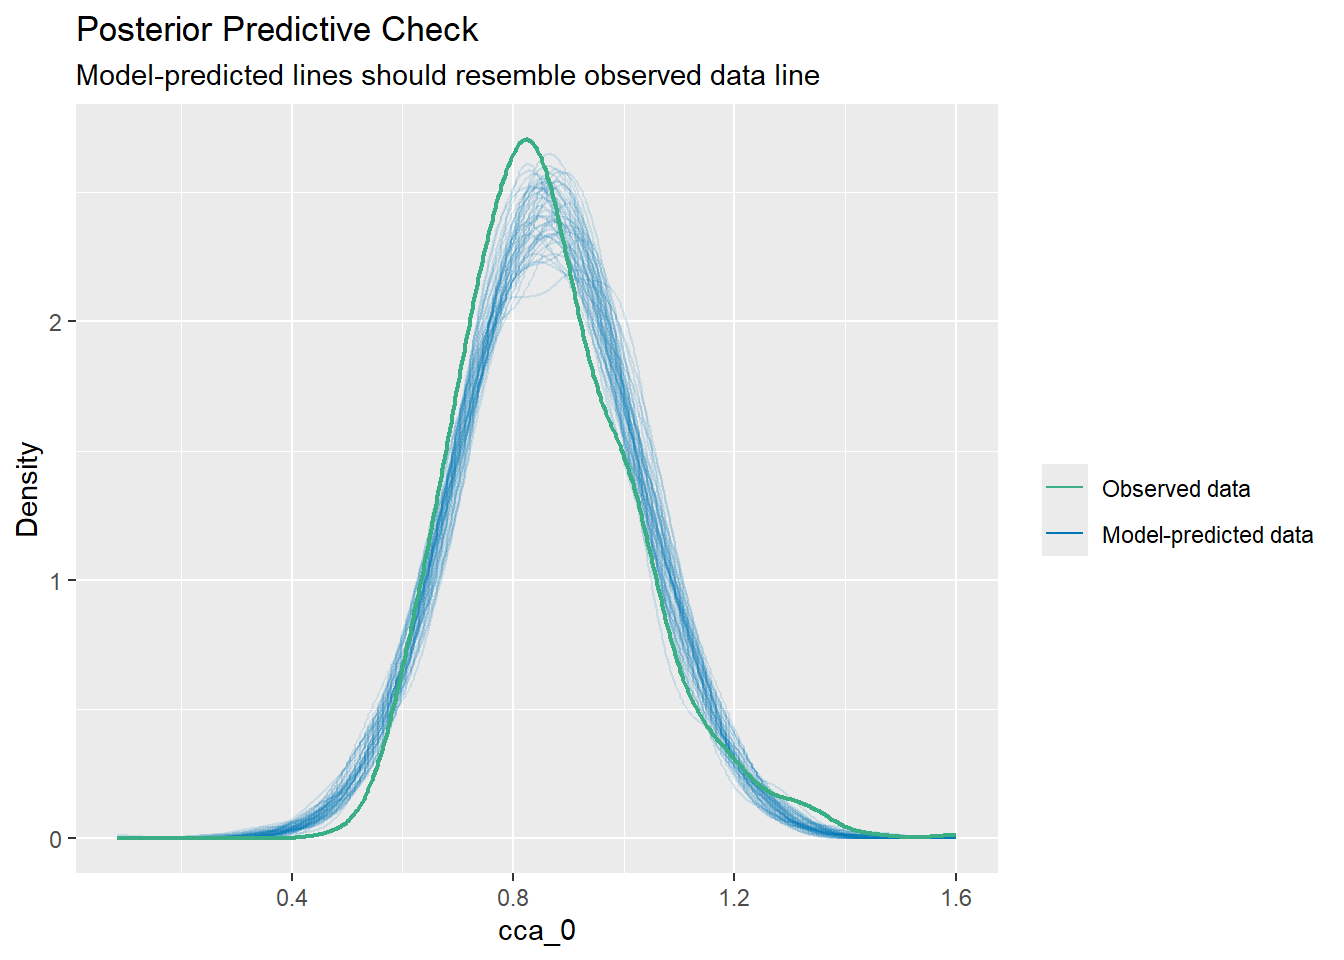 Posterior Predictive Check
Model-predicted lines should resemble observed data line
Density
2
1
0
0.4
0.8
1.2
1.6
cca_0
Observed data
Model-predicted data